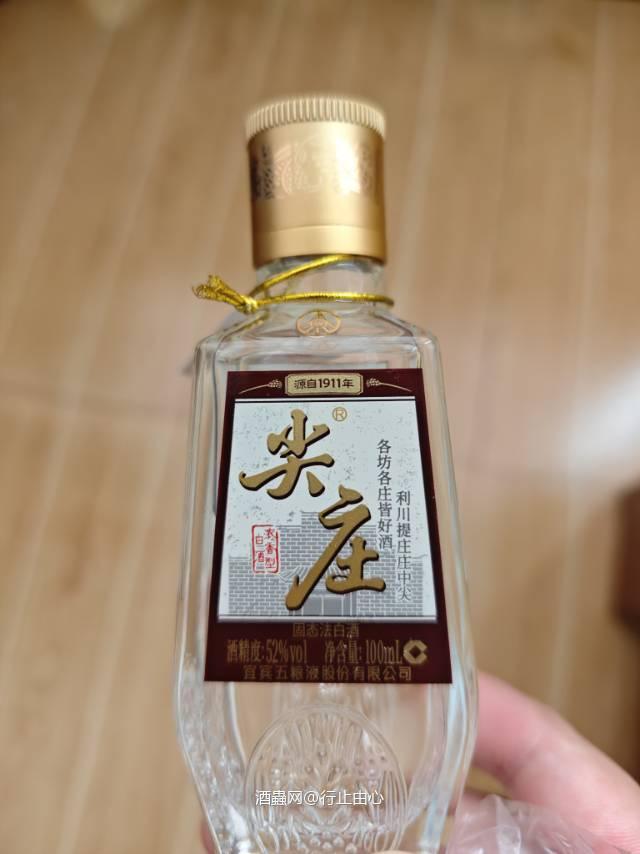 源自1911年
尖庄®
各坊各庄皆好酒
利川提庄庄中尖
浓香型
白酒
固态法白酒
酒精度:52%vol 净含量:100mL
宜宾五粮液股份有限公司
酒蟲网@行止由心